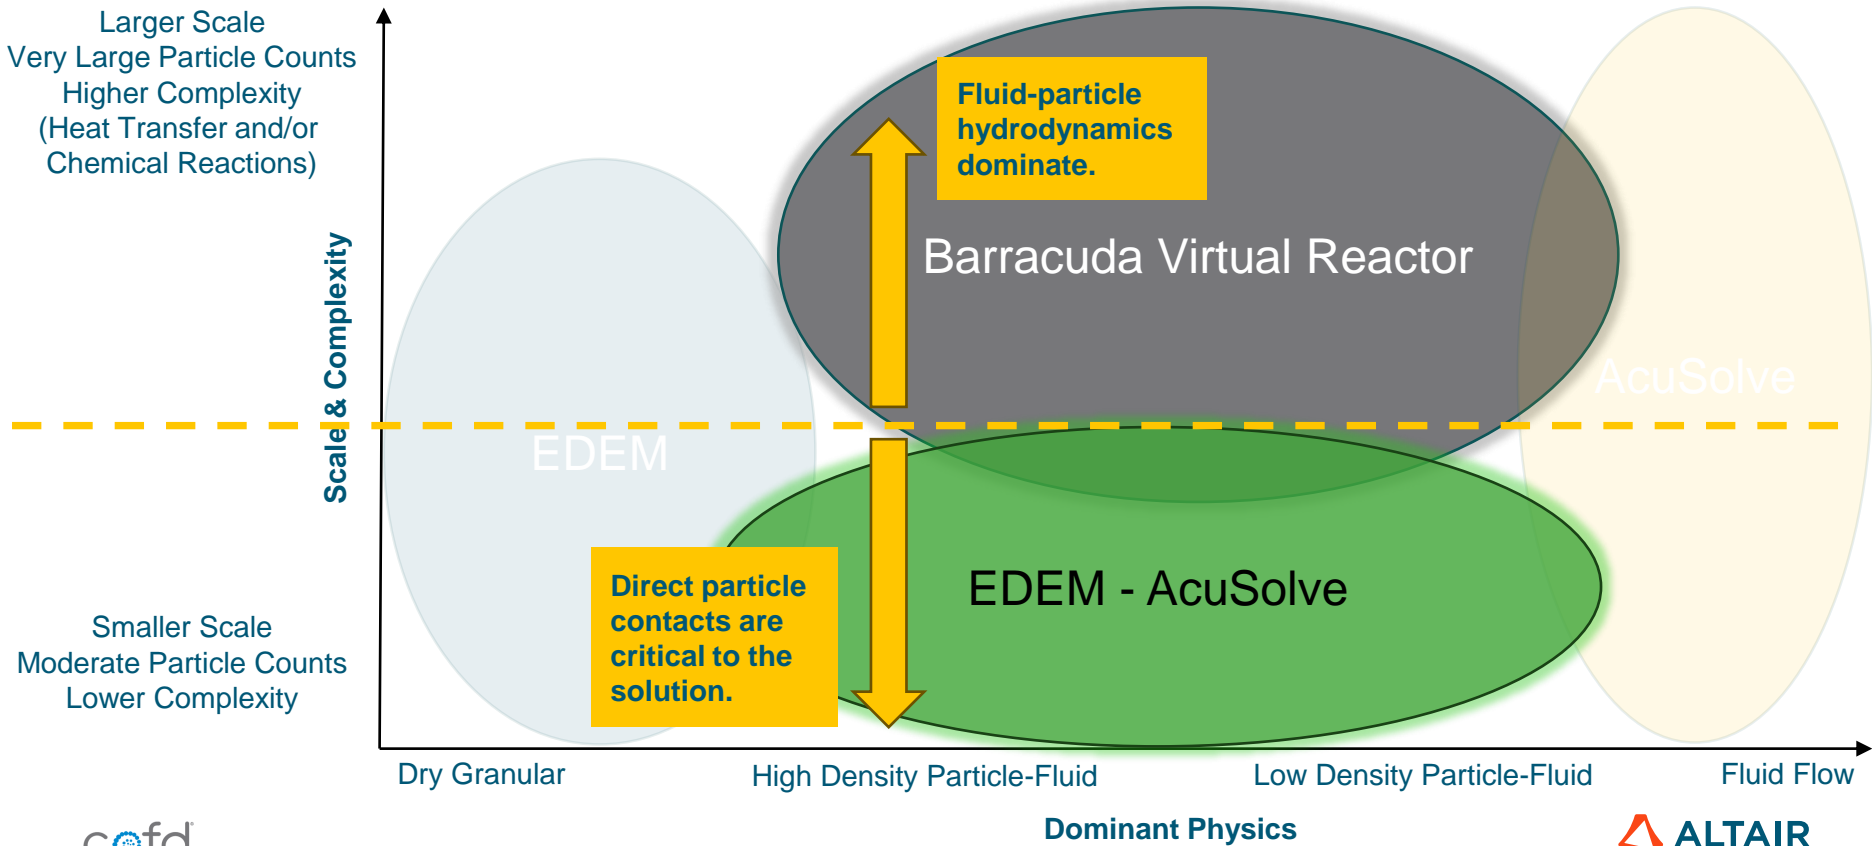 Larger Scale
Very Large Particle Counts
Higher Complexity
(Heat Transfer and/or
Chemical Reactions)
Scale & Complexity
Smaller Scale
Moderate Particle Counts
Lower Complexity
Fluid-particle
hydrodynamics
dominate.
Barracuda Virtual Reactor
AcuSolve
EDEM
Direct particle
contacts are
critical to the
solution.
EDEM - AcuSolve
Dry Granular
High Density Particle-Fluid
Low Density Particle-Fluid
Fluid Flow
Dominant Physics
ALTAIR